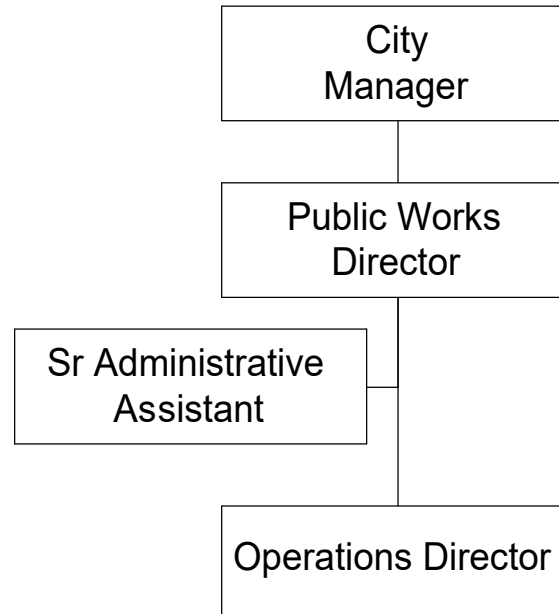 City
Manager
Public Works
Director
Sr Administrative
Assistant
Operations Director